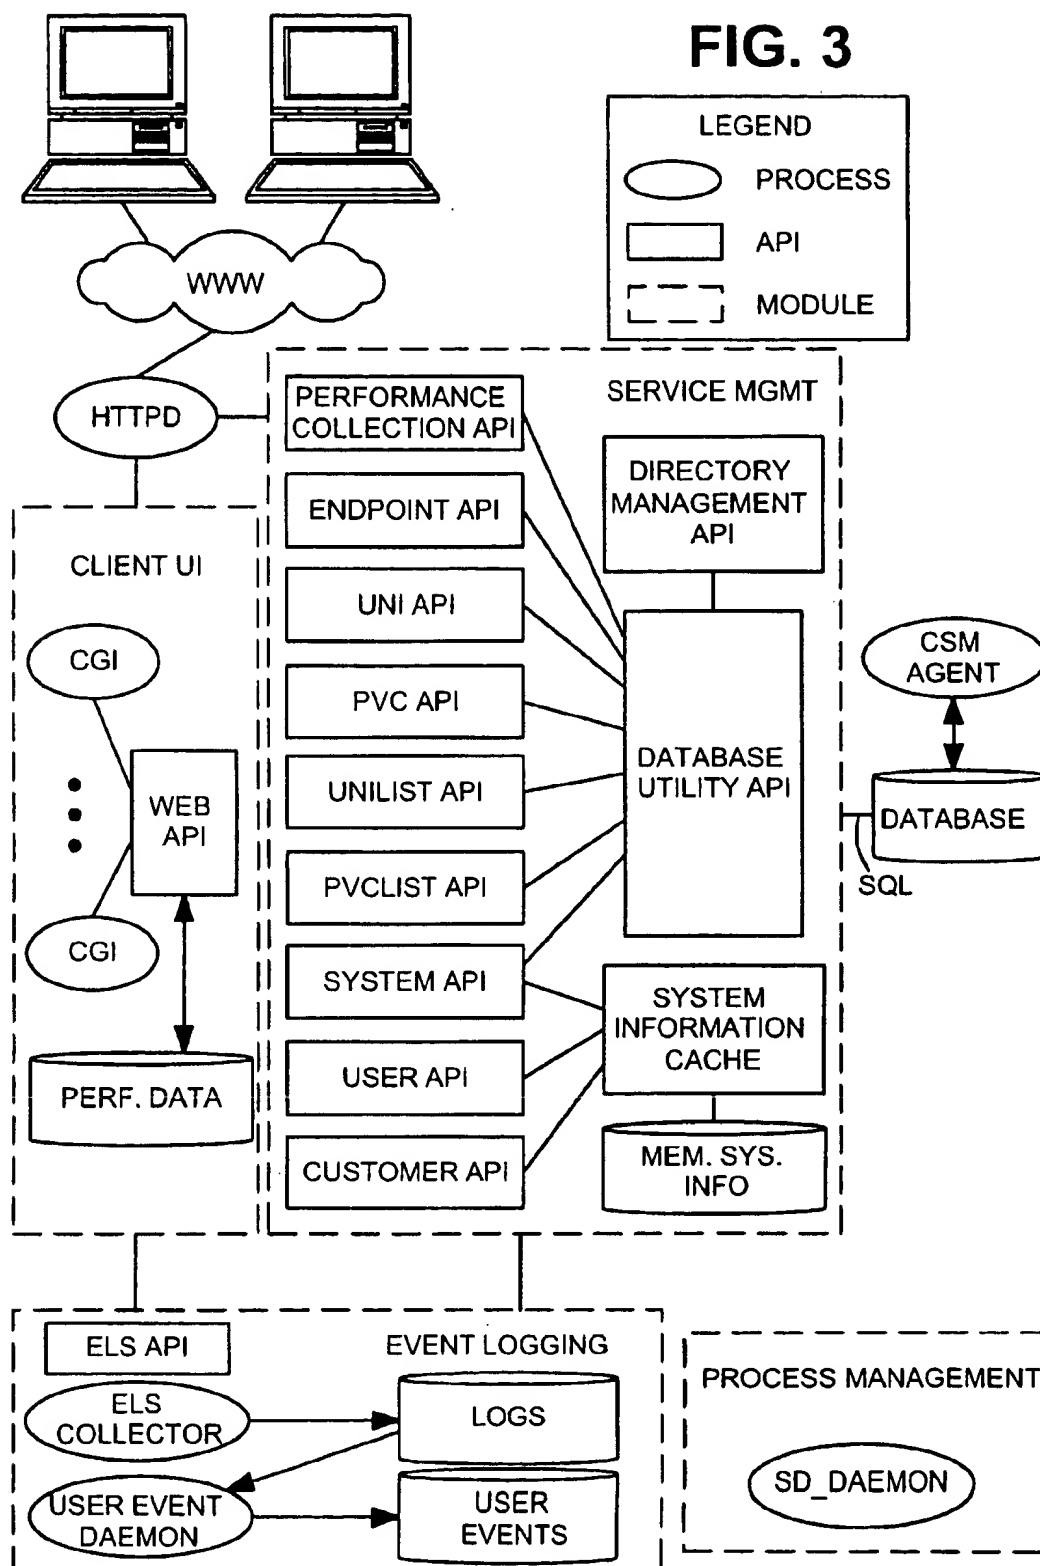 FIG. 3
LEGEND
PROCESS
API
MODULE
WWW
HTTPD
SERVICE MGMT
PERFORMANCE
COLLECTION API
ENDPOINT API
UNI API
PVC API
UNILIST API
PVCLIST API
SYSTEM API
USER API
CUSTOMER API
DIRECTORY
MANAGEMENT
API
DATABASE
UTILITY API
SYSTEM
INFORMATION
CACHE
MEM. SYS.
INFO
CSM
AGENT
DATABASE
SQL
CLIENT UI
CGI
WEB
API
CGI
PERF. DATA
ELS API
EVENT LOGGING
ELS
COLLECTOR
LOGS
USER EVENT
DAEMON
USER
EVENTS
PROCESS MANAGEMENT
SD_DAEMON